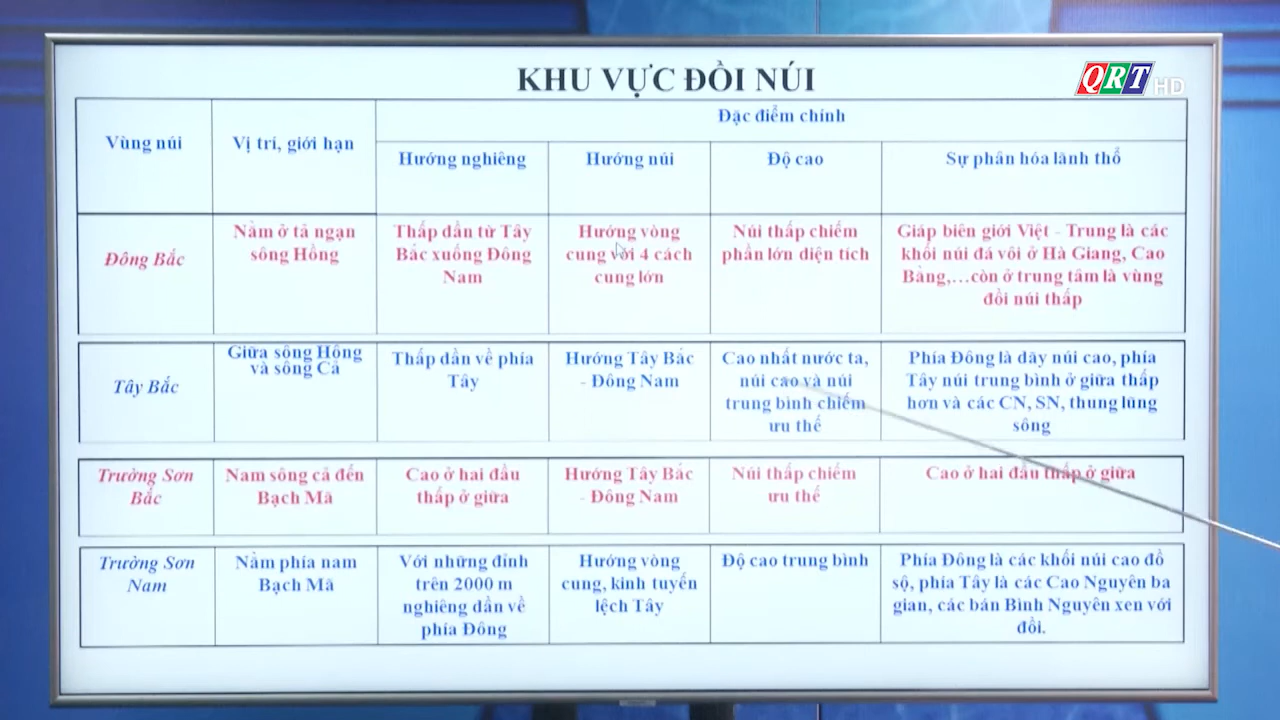 KHU VỰC ĐỒI NÚI
QRT HD
Vùng núi
Vị trí, giới hạn
Đặc điểm chính
Hướng nghiêng
Hướng núi
Độ cao
Sự phân hóa lãnh thổ
Đông Bắc
Nằm ở tả ngạn
sông Hồng
Thấp dần từ Tây
Bắc xuống Đông
Nam
Hướng vòng
cung với 4 cách
cung lớn
Núi thấp chiếm
phần lớn diện tích
Giáp biên giới Việt - Trung là các
khối núi đá vôi ở Hà Giang, Cao
Bằng,...còn ở trung tâm là vùng
đồi núi thấp
Tây Bắc
Giữa sông Hồng
và sông Cả
Thấp dần về phía
Tây
Hướng Tây Bắc
- Đông Nam
Cao nhất nước ta,
núi cao và núi
trung bình chiếm
ưu thế
Phía Đông là dãy núi cao, phía
Tây núi trung bình ở giữa thấp
hơn và các CN, SN, thung lũng
sông
Trường Sơn
Bắc
Nam sông cả đến
Bạch Mã
Cao ở hai đầu
thấp ở giữa
Hướng Tây Bắc
- Đông Nam
Núi thấp chiếm
ưu thế
Cao ở hai đầu thấp ở giữa
Trường Sơn
Nam
Nằm phía nam
Bạch Mã
Với những đỉnh
trên 2000 m
nghiêng dần về
phía Đông
Hướng vòng
cung, kinh tuyến
lệch Tây
Độ cao trung bình
Phía Đông là các khối núi cao đồ
sộ, phía Tây là các Cao Nguyên ba
gian, các bán Bình Nguyên xen với
đồi.